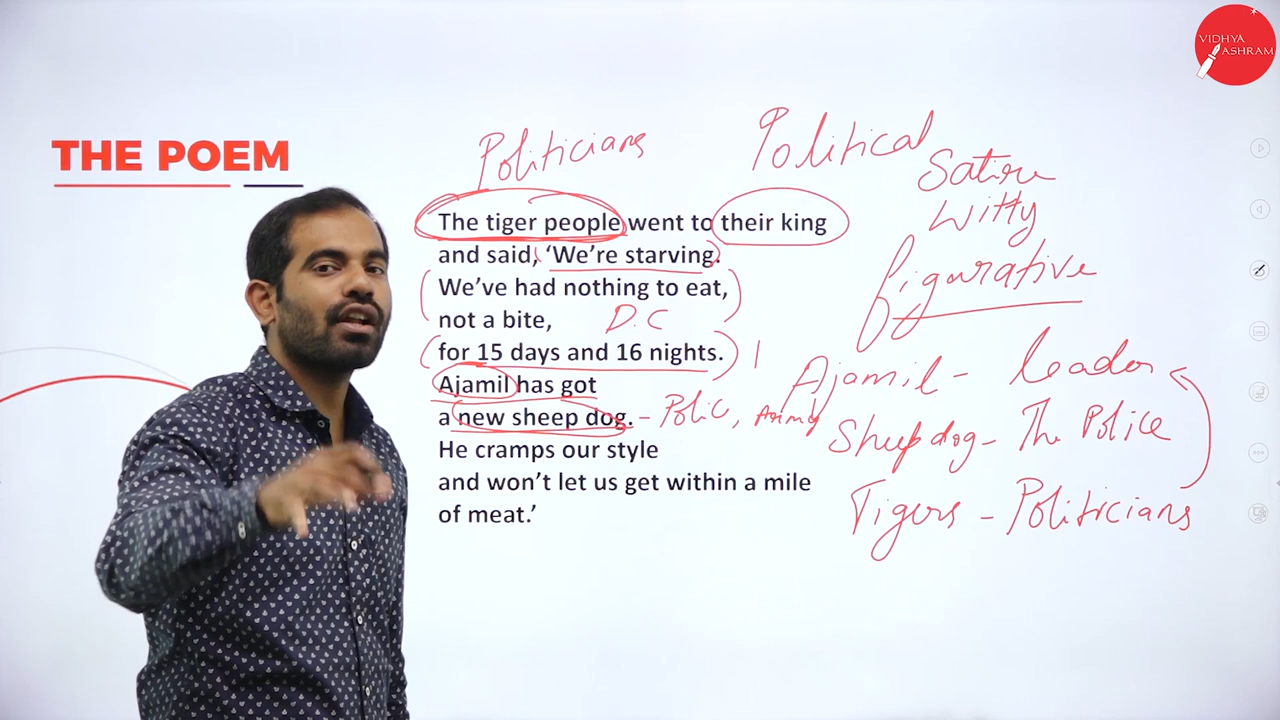 VIDHYA
ASHRAM
THE POEM
Politicians
Political
Satire
Witty
figurative
The tiger people went to their king
and said, ‘We’re starving.
We’ve had nothing to eat,
not a bite,
D.C
for 15 days and 16 nights.
Ajamil has got
a new sheep dog.
- Polic, Army
He cramps our style
and won’t let us get within a mile
of meat.’
Ajamil - leader
Sheepdog - The Police
Tigers - Politicians